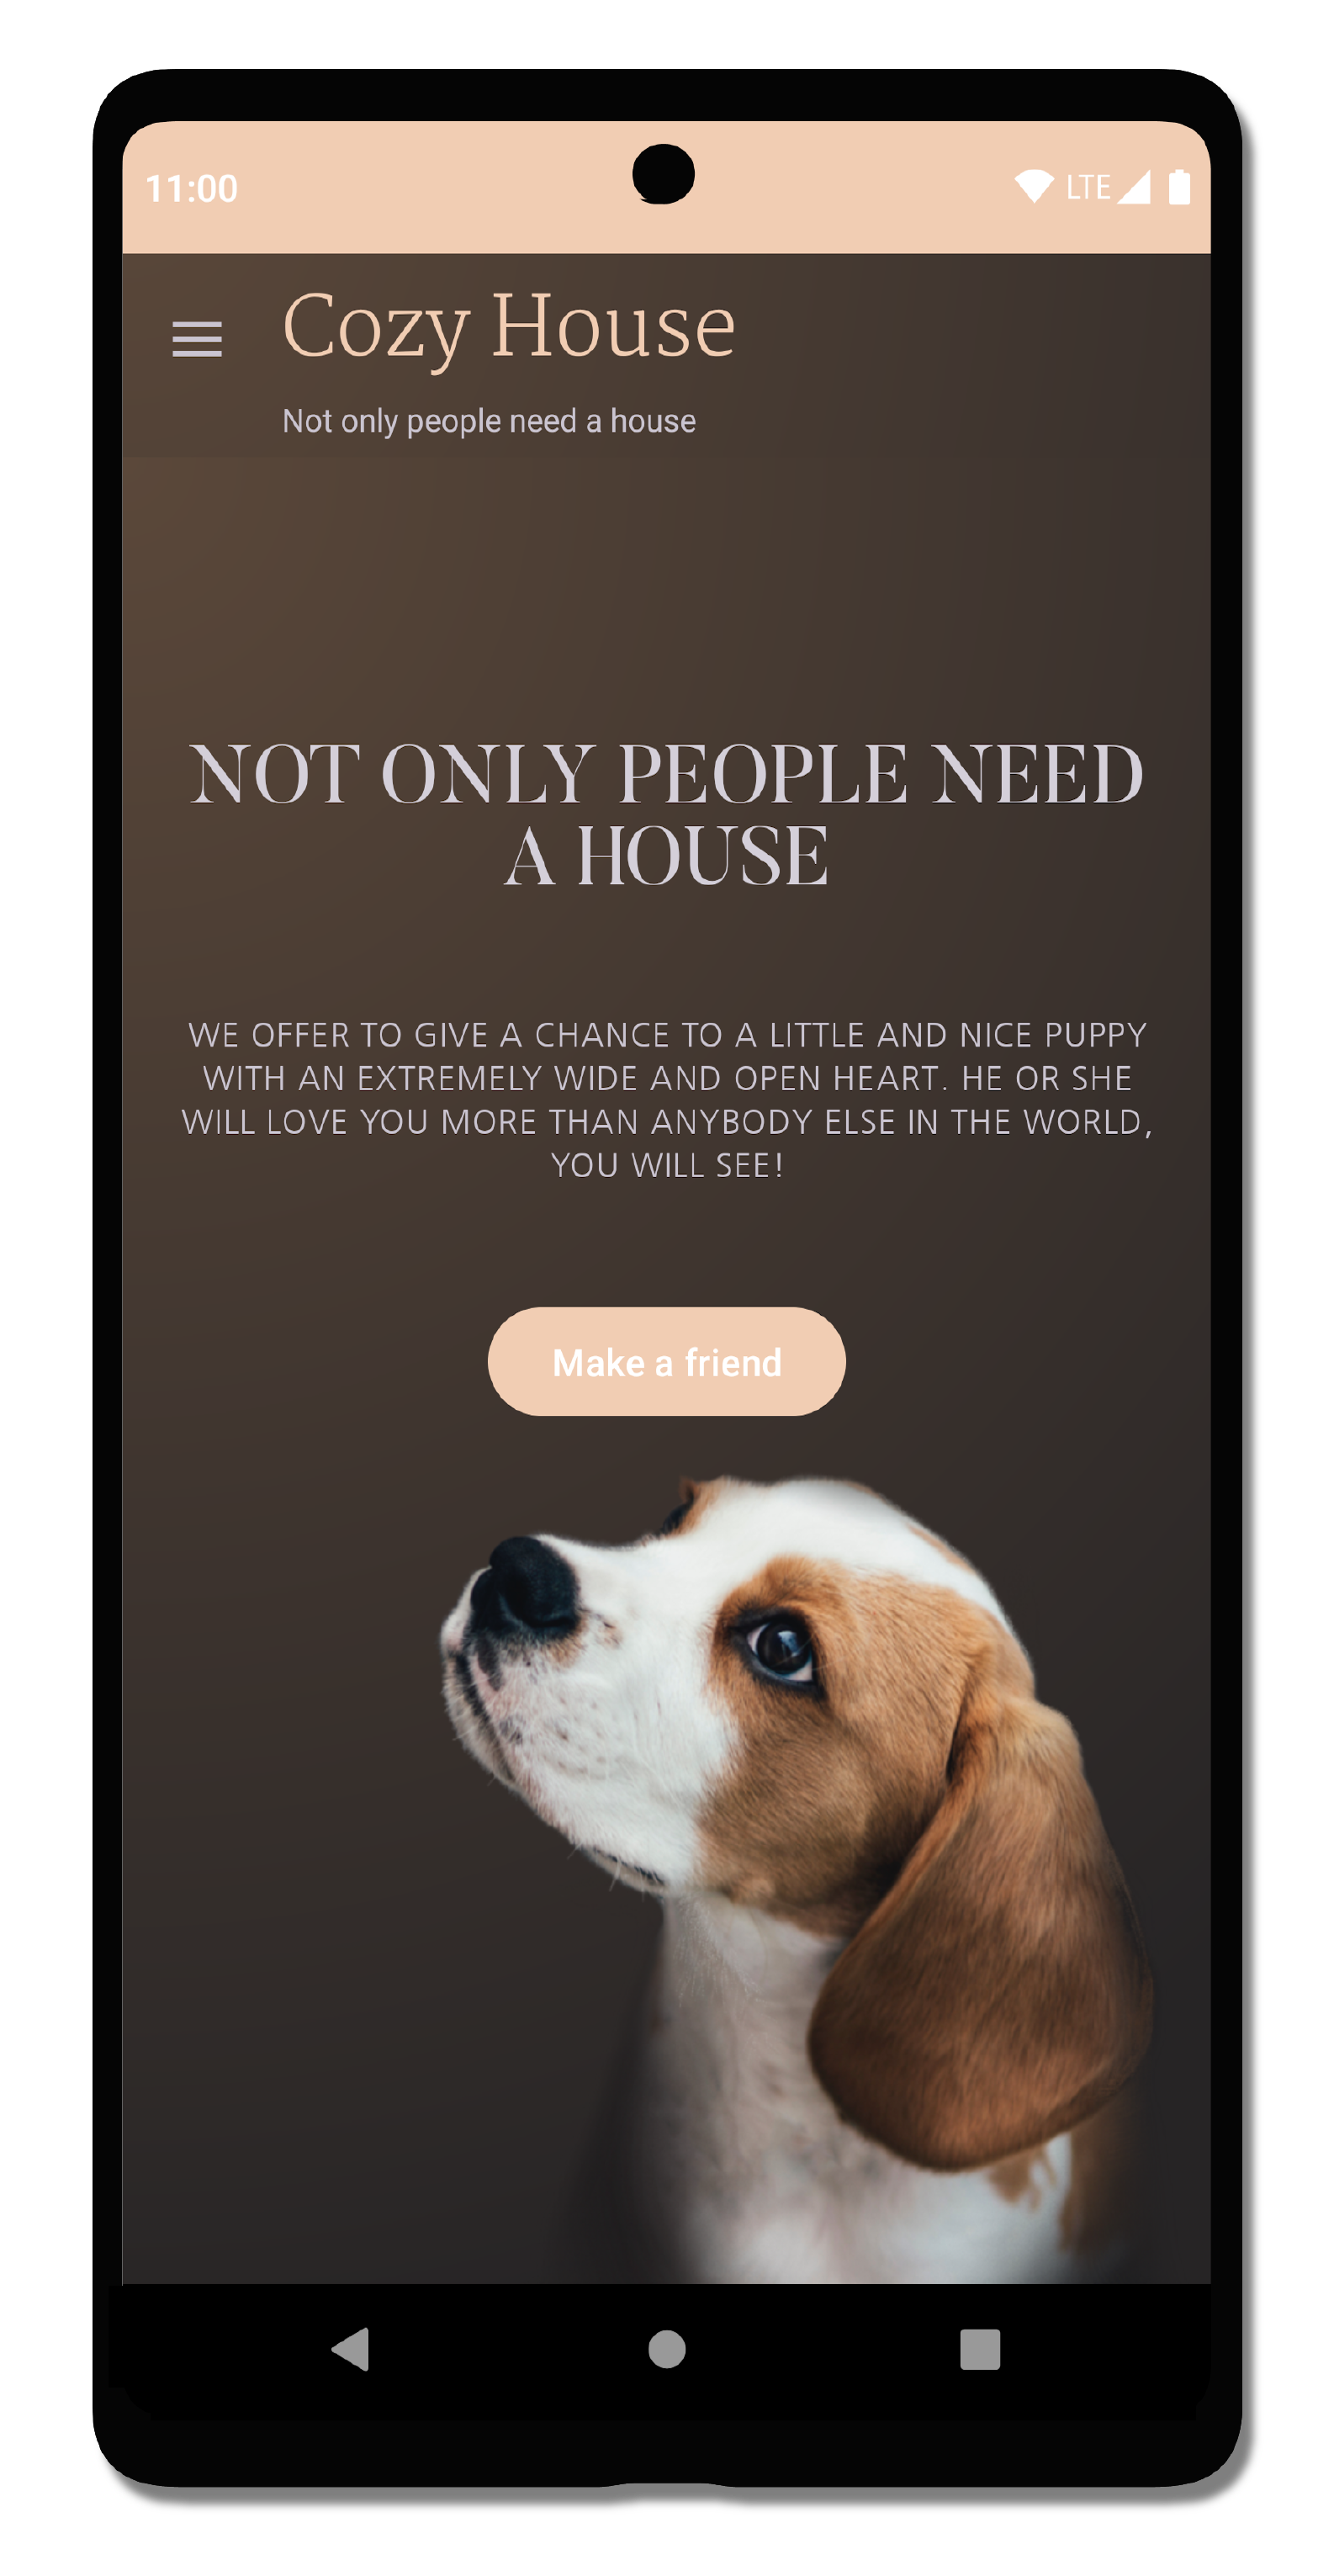 11:00 LTE
Cozy House
Not only people need a house
NOT ONLY PEOPLE NEED
A HOUSE
WE OFFER TO GIVE A CHANCE TO A LITTLE AND NICE PUPPY
WITH AN EXTREMELY WIDE AND OPEN HEART. HE OR SHE
WILL LOVE YOU MORE THAN ANYBODY ELSE IN THE WORLD,
YOU WILL SEE!
Make a friend